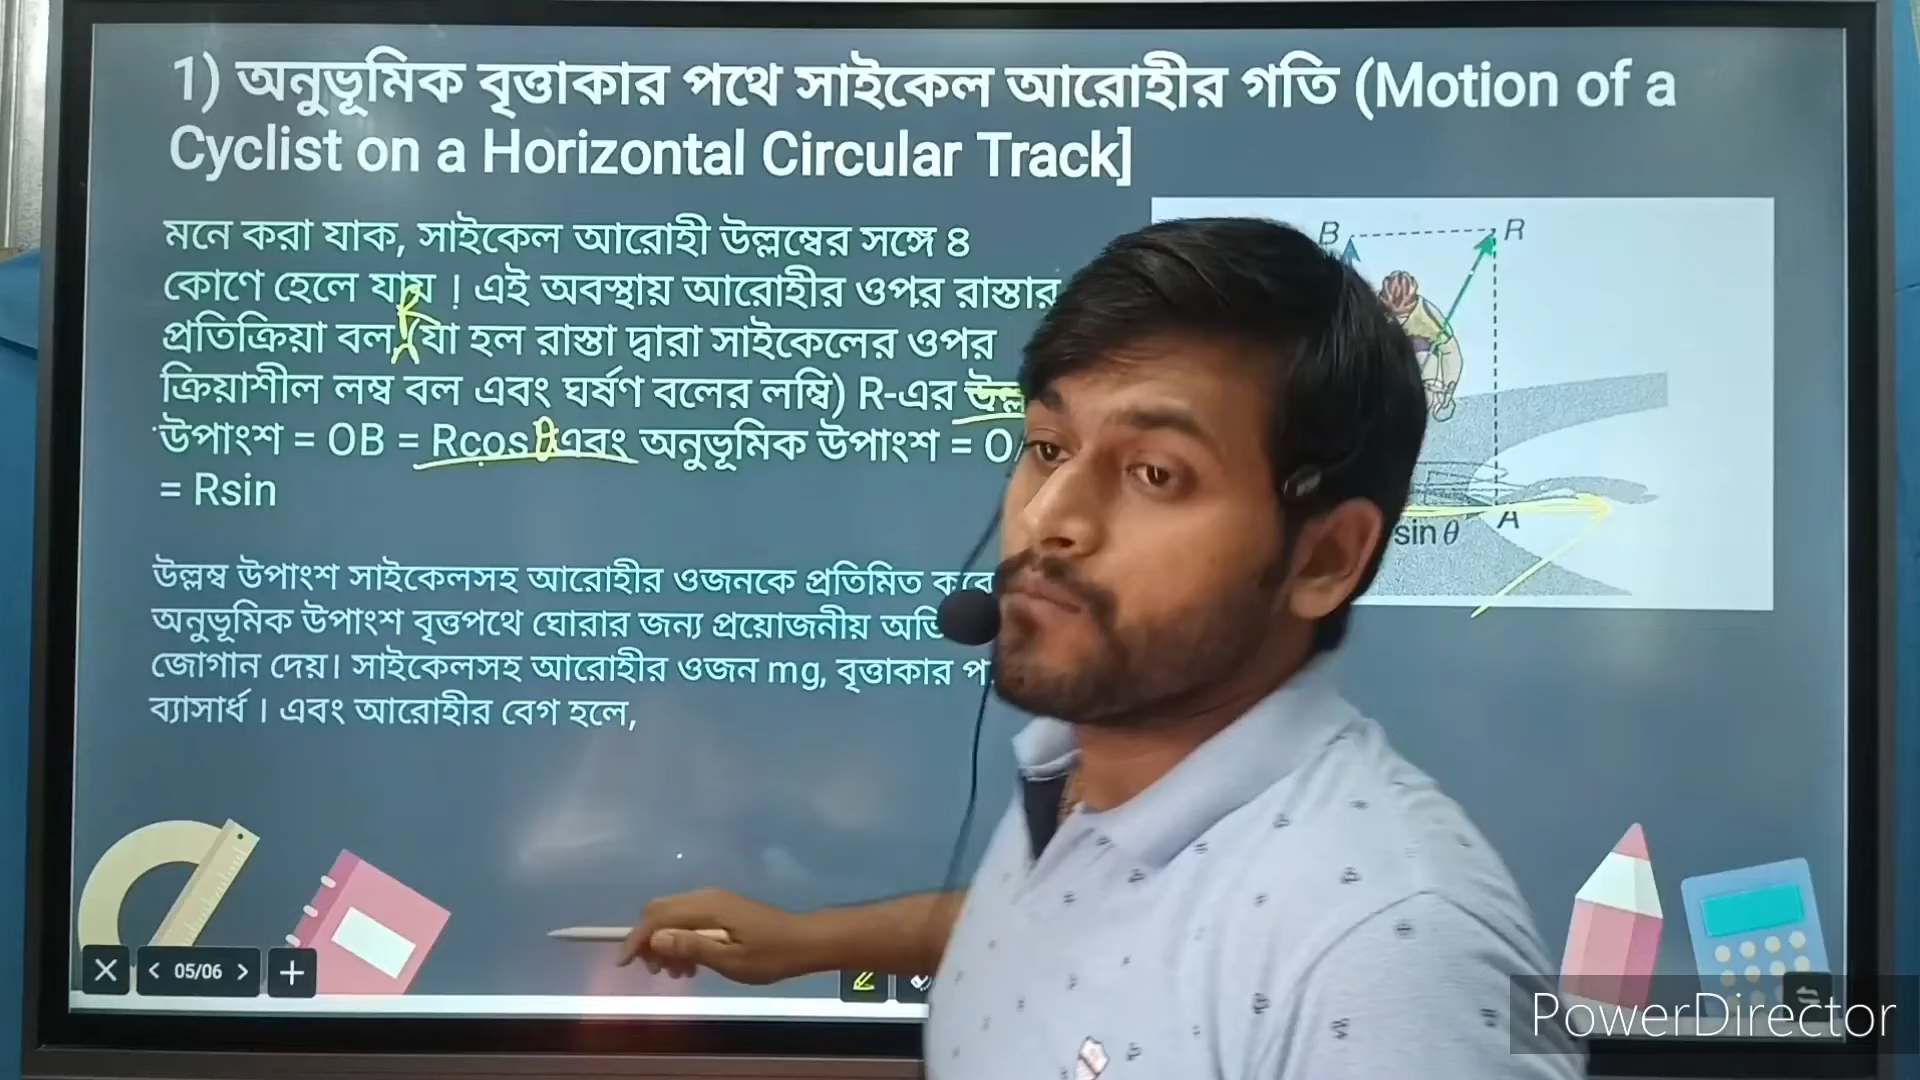 1) অনুভূমিক বৃত্তাকার পথে সাইকেল আরোহীর গতি (Motion of a
Cyclist on a Horizontal Circular Track]
মনে করা যাক, সাইকেল আরোহী উল্লম্বের সঙ্গে ৪
কোণে হেলে যায় ! এই অবস্থায় আরোহীর ওপর রাস্তার
R
প্রতিক্রিয়া বল (যা হল রাস্তা দ্বারা সাইকেলের ওপর
ক্রিয়াশীল লম্ব বল এবং ঘর্ষণ বলের লম্বি) R-এর
উপাংশ = OB = Rcos θ এবং অনুভূমিক উপাংশ =
= Rsin
উল্লম্ব উপাংশ সাইকেলসহ আরোহীর ওজনকে প্রতিমিত
অনুভূমিক উপাংশ বৃত্তপথে ঘোরার জন্য প্রয়োজনীয়
জোগান দেয়। সাইকেলসহ আরোহীর ওজন mg, বৃত্তাকার
ব্যাসার্ধ । এবং আরোহীর বেগ হলে,
B R
A
sin θ
05/06
PowerDirector